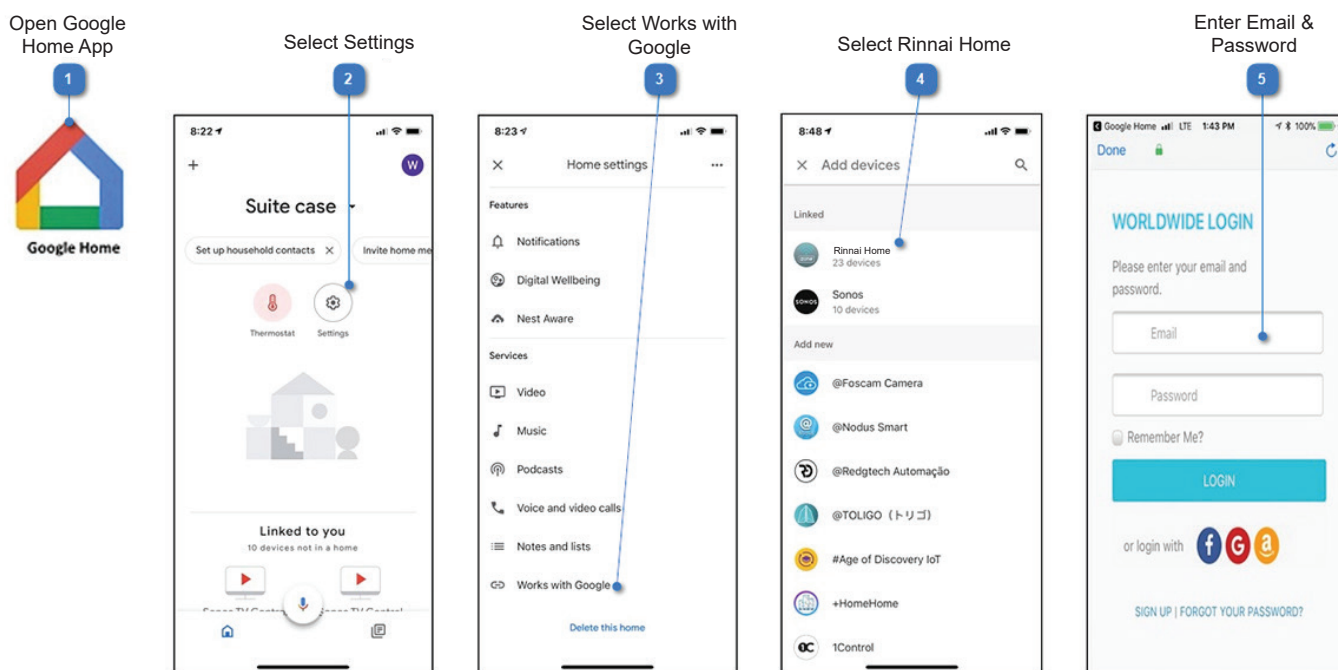 Open Google
Home App
1
Google Home
Select Settings
2
8:22
W
Suite case
Set up household contacts X
Invite home me
Thermostat
Settings
Linked to you
10 devices not in a home
Select Works with
Google
3
8:23
Home settings
Features
Notifications
Digital Wellbeing
Nest Aware
Services
Video
Music
Podcasts
Voice and video calls
Notes and lists
Works with Google
Delete this home
Select Rinnai Home
4
8:48
Add devices
Linked
Rinnai Home
23 devices
SONOS
Sonos
10 devices
Add new
@Foscam Camera
@Nodus Smart
@Redgtech Automação
@TOLIGO (トリゴ)
#Age of Discovery IoT
+HomeHome
1Control
Enter Email &
Password
5
Google Home LTE 1:43 PM 100%
Done
WORLDWIDE LOGIN
Please enter your email and
password.
Email
Password
Remember Me?
LOGIN
or login with f G a
SIGN UP | FORGOT YOUR PASSWORD?